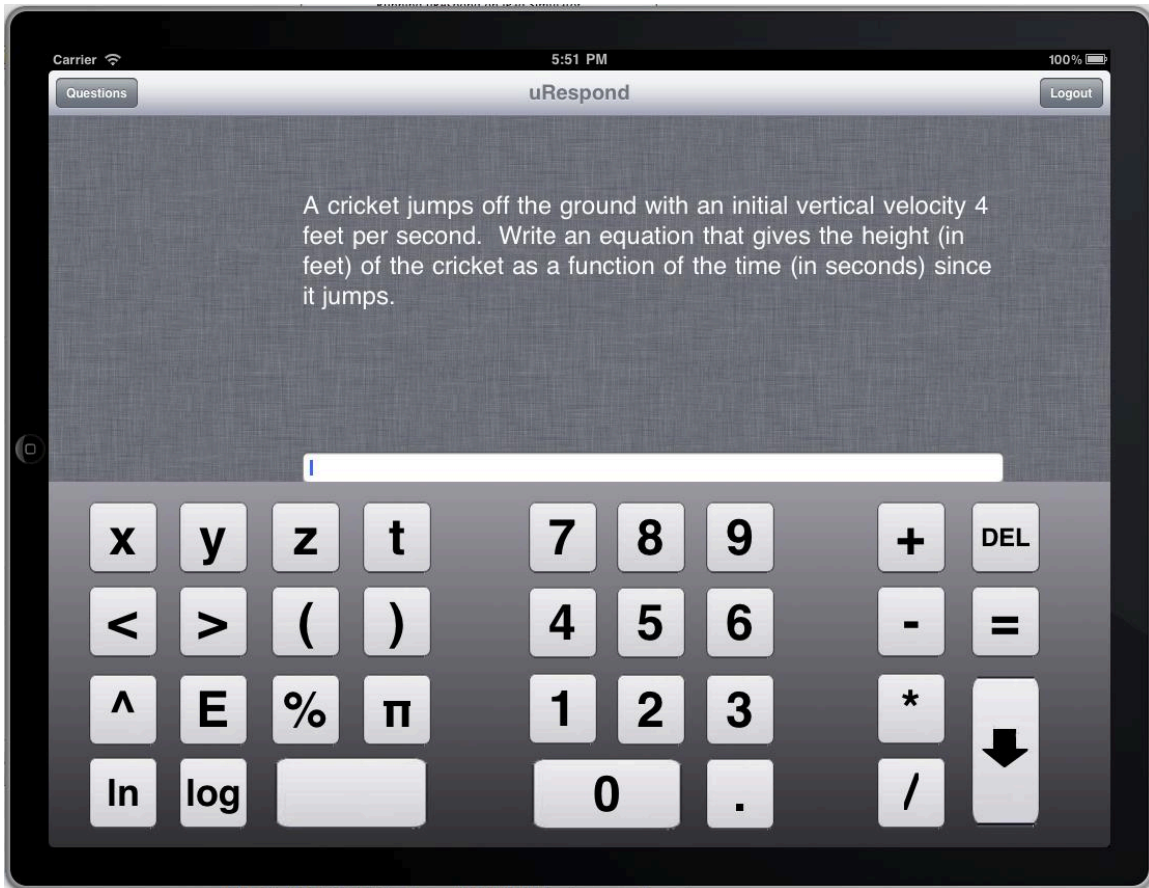 Carrier 5:51 PM 100%
Questions uRespond Logout
A cricket jumps off the ground with an initial vertical velocity 4
feet per second. Write an equation that gives the height (in
feet) of the cricket as a function of the time (in seconds) since
it jumps.
x y z t 7 8 9 + DEL
< > ( ) 4 5 6 - =
^ E % π 1 2 3 *
ln log 0 . /